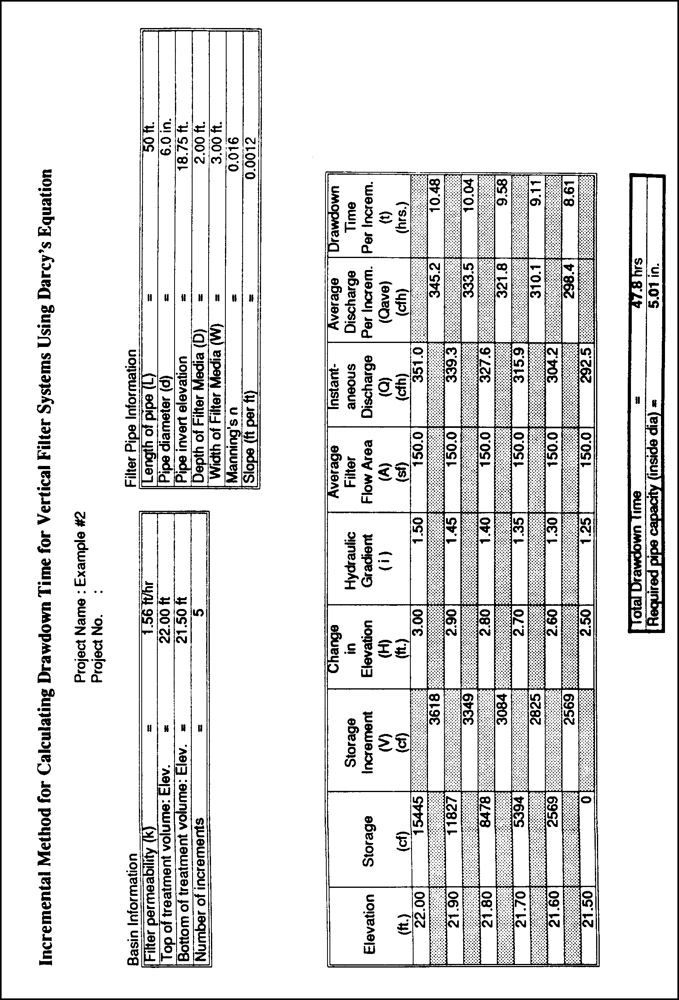 Incremental Method for Calculating Drawdown Time for Vertical Filter Systems Using Darcy's Equation
Project Name : Example #2
Project No. :
Basin Information
Filter permeability (k) = 1.56 ft/hr
Top of treatment volume: Elev. = 22.00 ft
Bottom of treatment volume: Elev. = 21.50 ft
Number of increments = 5
Filter Pipe Information
Length of pipe (L) = 50 ft.
Pipe diameter (d) = 6.0 in.
Pipe invert elevation = 18.75 ft.
Depth of Filter Media (D) = 2.00 ft.
Width of Filter Media (W) = 3.00 ft.
Manning's n = 0.016
Slope (ft per ft) = 0.0012
Change Average Instant- Average Drawdown
Storage in Hydraulic Filter aneous Discharge Time
Elevation Storage Increment Elevation Gradient Flow Area Discharge Per Increm. Per Increm.
(V) (H) ( i ) (A) (Q) (Qave) (t)
(ft.) (cf) (cf) (ft.) (sf) (cfh) (cfh) (hrs.)
22.00 15445 3.00 1.50 150.0 351.0
3618 345.2 10.48
21.90 11827 2.90 1.45 150.0 339.3
3349 333.5 10.04
21.80 8478 2.80 1.40 150.0 327.6
3084 321.8 9.58
21.70 5394 2.70 1.35 150.0 315.9
2825 310.1 9.11
21.60 2569 2.60 1.30 150.0 304.2
2569 298.4 8.61
21.50 0 2.50 1.25 150.0 292.5
Total Drawdown Time = 47.8 hrs
Required pipe capacity (inside dia) = 5.01 in.